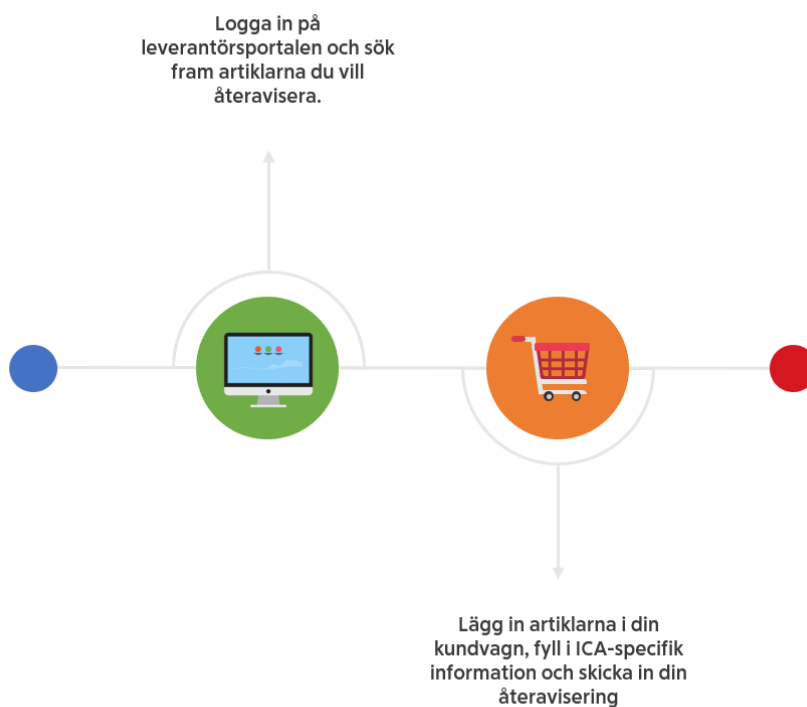 Logga in på
leverantörsportalen och sök
fram artiklarna du vill
återavisera.
Lägg in artiklarna i din
kundvagn, fyll i ICA-specifik
information och skicka in din
återavisering